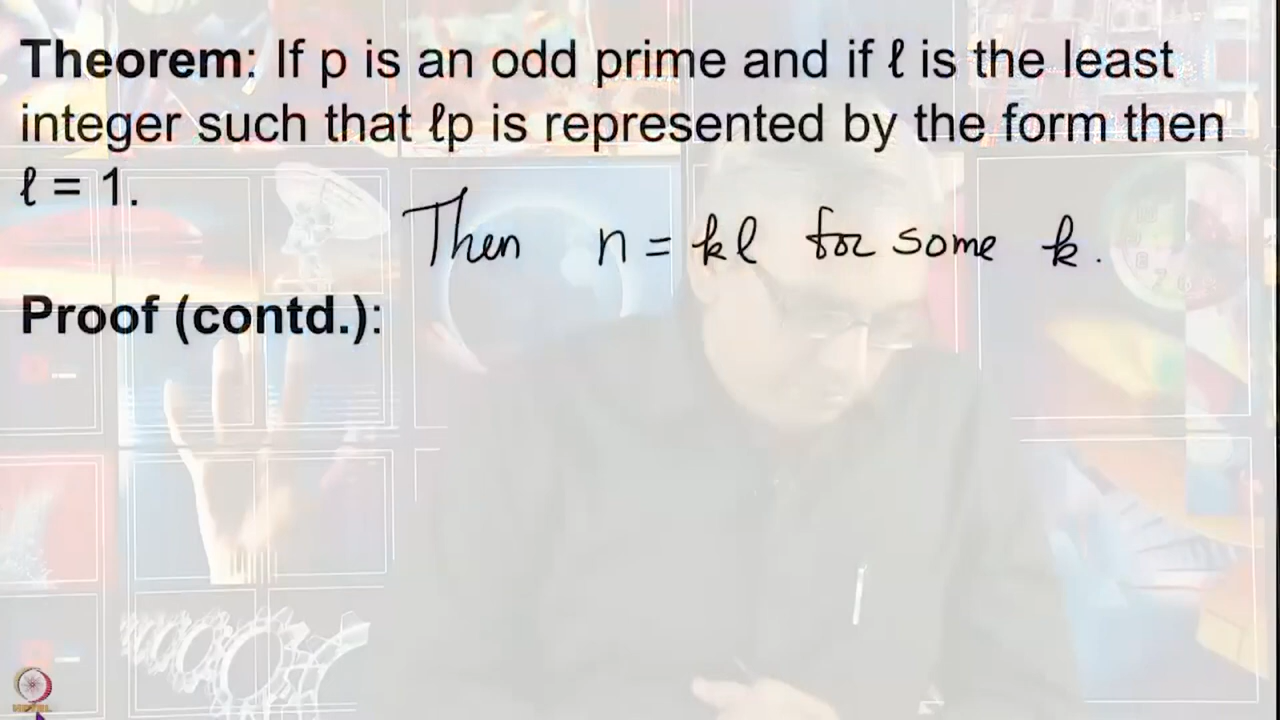 Theorem: If p is an odd prime and if ℓ is the least
integer such that ℓp is represented by the form then
ℓ = 1.
Then n = kl for some k.
Proof (contd.):
NPTEL